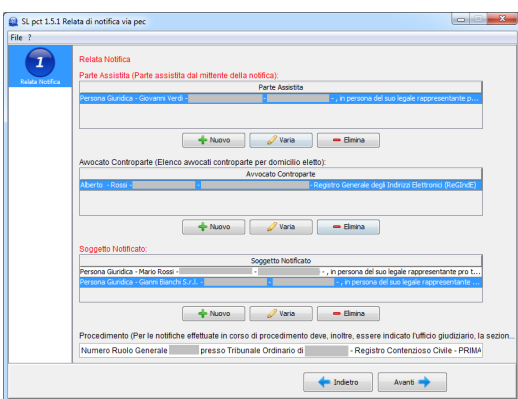 SL pct 1.5.1 Relata di notifica via pec
File ?
1
Relata Notifica
Relata Notifica
Parte Assistita (Parte assistita dal mittente della notifica):
Parte Assistita
Persona Giuridica - Giovanni Verdi - - - , in persona del suo legale rappresentante p...
Nuovo Varia Elimina
Avvocato Controparte (Elenco avvocati controparte per domicilio eletto):
Avvocato Controparte
Alberto - Rossi - - - Registro Generale degli Indirizzi Elettronici (ReGIndE)
Nuovo Varia Elimina
Soggetto Notificato:
Soggetto Notificato
Persona Giuridica - Mario Rossi - - - , in persona del suo legale rappresentante pro t...
Persona Giuridica - Gianni Bianchi S.r.l. - - - , in persona del suo legale rappresentante ...
Nuovo Varia Elimina
Procedimento (Per le notifiche effettuate in corso di procedimento deve, inoltre, essere indicato l'ufficio giudiziario, la sezion...
Numero Ruolo Generale presso Tribunale Ordinario di - Registro Contenzioso Civile - PRIMA
Indietro Avanti